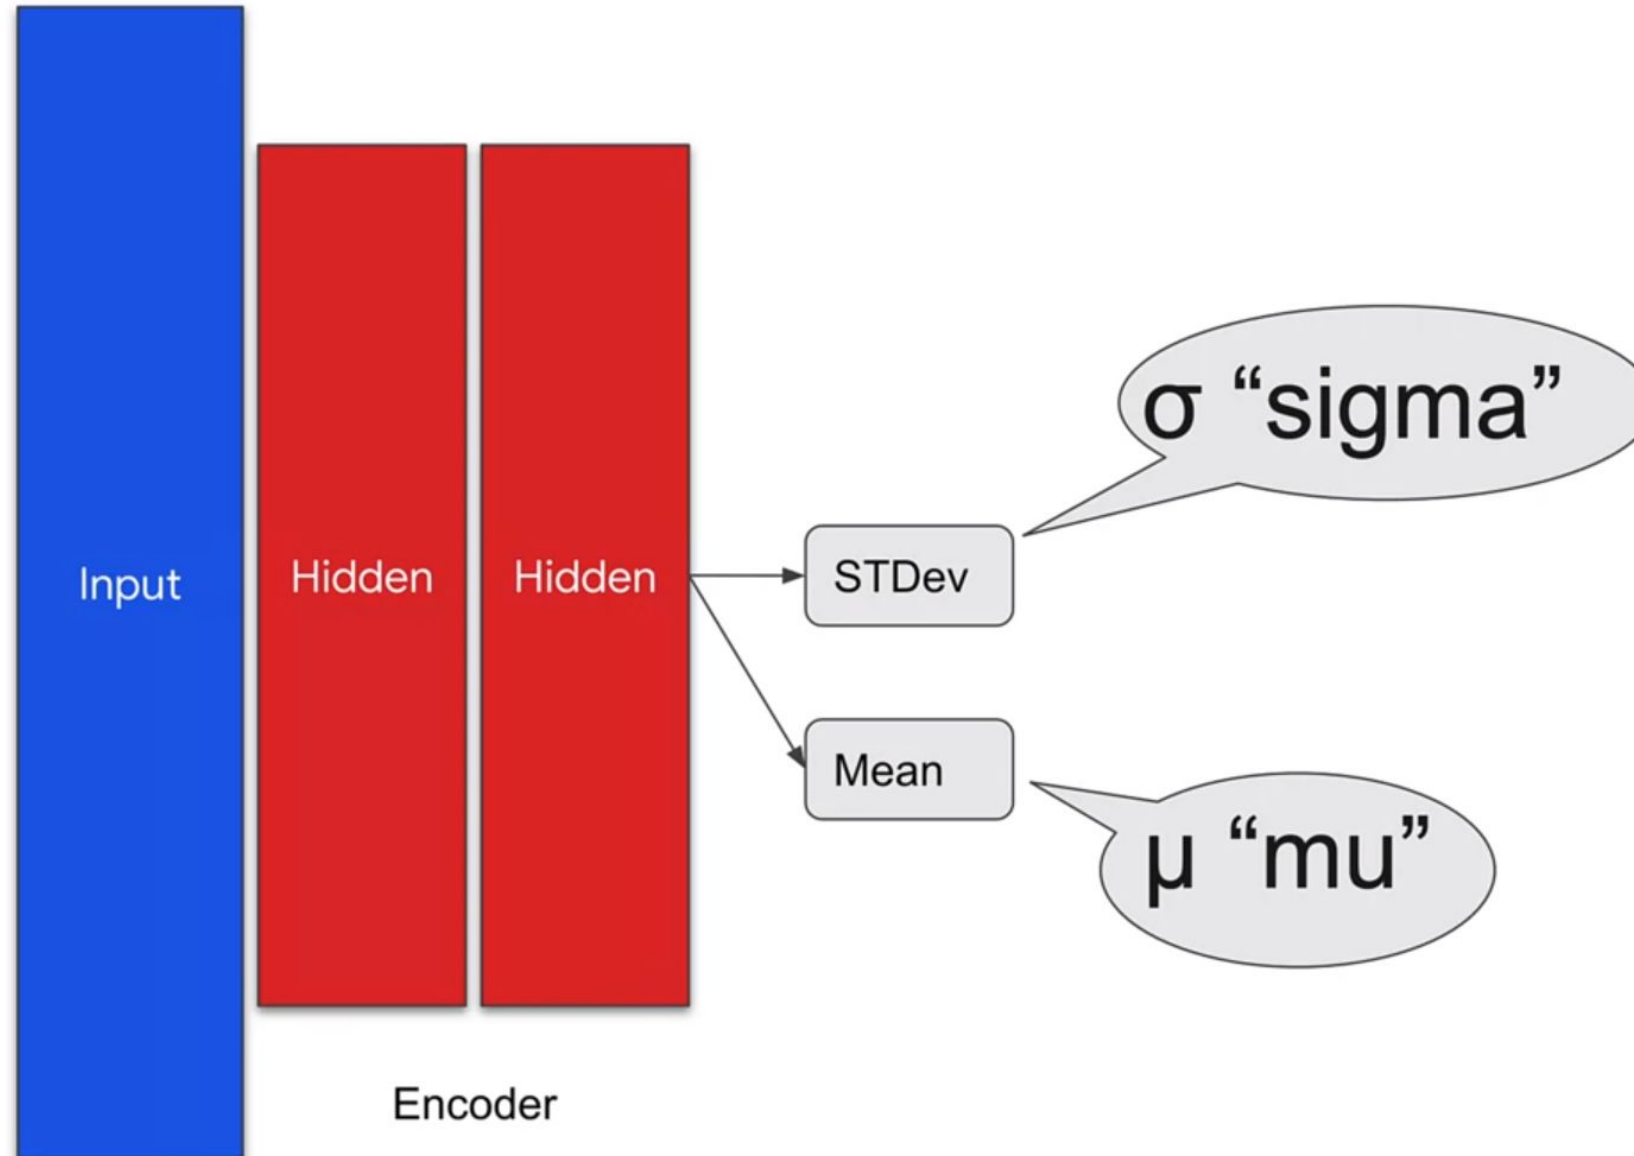 Input
Hidden
Hidden
STDev
σ “sigma”
Mean
μ “mu”
Encoder